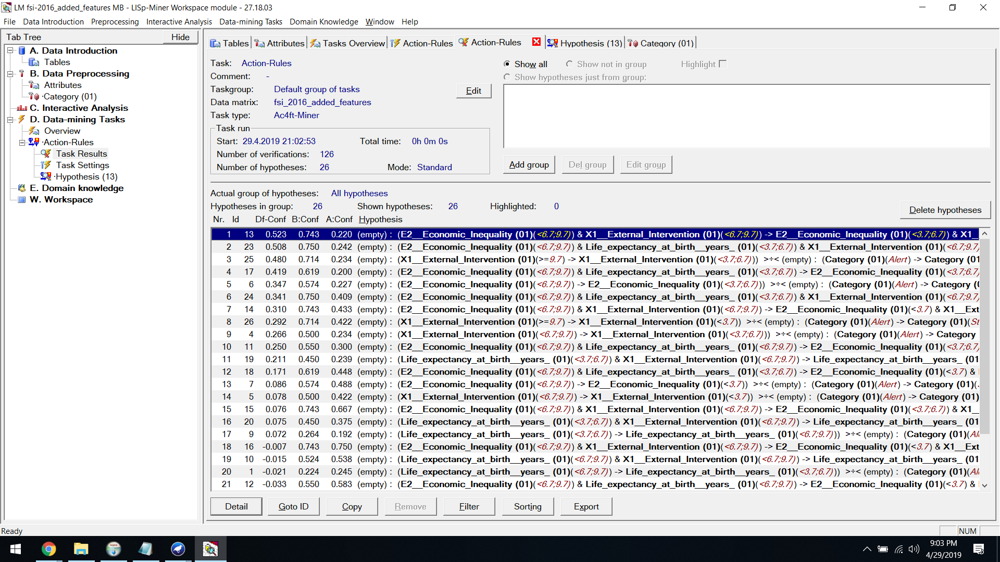 LM fsi-2016_added_features MB - LISp-Miner Workspace module - 27.18.03
File Data Introduction Preprocessing Interactive Analysis Data-mining Tasks Domain Knowledge Window Help
Tab Tree Hide
A. Data Introduction
Tables
B. Data Preprocessing
Attributes
·Category (01)
C. Interactive Analysis
D. Data-mining Tasks
Overview
·Action-Rules
Task Results
Task Settings
·Hypothesis (13)
E. Domain knowledge
W. Workspace
Tables Attributes Tasks Overview Action-Rules Action-Rules Hypothesis (13) Category (01)
Task: Action-Rules
Comment: -
Taskgroup: Default group of tasks
Edit
Data matrix: fsi_2016_added_features
Task type: Ac4ft-Miner
Task run
Start: 29.4.2019 21:02:53 Total time: 0h 0m 0s
Number of verifications: 126
Number of hypotheses: 26 Mode: Standard
Show all Show not in group Highlight
Show hypotheses just from group:
Add group Del group Edit group
Actual group of hypotheses: All hypotheses
Hypotheses in group: 26 Shown hypotheses: 26 Highlighted: 0
Delete hypotheses
Nr. Id Df-Conf B:Conf A:Conf Hypothesis
1 13 0.523 0.743 0.220 (empty) : (E2__Economic_Inequality (01)(<6.7;9.7)) & X1__External_Intervention (01)(<6.7;9.7)) -> E2__Economic_Inequality (01)(<3.7;6.7)) & X1_
2 23 0.508 0.750 0.242 (empty) : (E2__Economic_Inequality (01)(<6.7;9.7)) & Life_expectancy_at_birth__years_ (01)(<3.7;6.7)) & X1__External_Intervention (01)(<6.7;9.7)
3 25 0.480 0.714 0.234 (empty) : (X1__External_Intervention (01)(>=9.7) -> X1__External_Intervention (01)(<3.7;6.7))) >÷< (empty) : (Category (01)(Alert) -> Category (01
4 17 0.419 0.619 0.200 (empty) : (E2__Economic_Inequality (01)(<6.7;9.7)) & Life_expectancy_at_birth__years_ (01)(<3.7;6.7)) -> E2__Economic_Inequality (01)(<3.7;6.7)
5 6 0.347 0.574 0.227 (empty) : (E2__Economic_Inequality (01)(<6.7;9.7)) -> E2__Economic_Inequality (01)(<3.7;6.7))) >÷< (empty) : (Category (01)(Alert) -> Category (
6 24 0.341 0.750 0.409 (empty) : (E2__Economic_Inequality (01)(<6.7;9.7)) & Life_expectancy_at_birth__years_ (01)(<3.7;6.7)) & X1__External_Intervention (01)(<6.7;9.7)
7 14 0.310 0.743 0.433 (empty) : (E2__Economic_Inequality (01)(<6.7;9.7)) & X1__External_Intervention (01)(<6.7;9.7)) -> E2__Economic_Inequality (01)(<3.7) & X1__Ext
8 26 0.292 0.714 0.422 (empty) : (X1__External_Intervention (01)(>=9.7) -> X1__External_Intervention (01)(<3.7)) >÷< (empty) : (Category (01)(Alert) -> Category (01)(St
9 4 0.266 0.500 0.234 (empty) : (X1__External_Intervention (01)(<6.7;9.7)) -> X1__External_Intervention (01)(<3.7;6.7))) >÷< (empty) : (Category (01)(Alert) -> Category
10 11 0.250 0.550 0.300 (empty) : (E2__Economic_Inequality (01)(<6.7;9.7)) & Life_expectancy_at_birth__years_ (01)(<6.7;9.7)) -> E2__Economic_Inequality (01)(<3.7;6.7)
11 19 0.211 0.450 0.239 (empty) : (Life_expectancy_at_birth__years_ (01)(<3.7;6.7)) & X1__External_Intervention (01)(<6.7;9.7)) -> Life_expectancy_at_birth__years_ (01
12 18 0.171 0.619 0.448 (empty) : (E2__Economic_Inequality (01)(<6.7;9.7)) & Life_expectancy_at_birth__years_ (01)(<3.7;6.7)) -> E2__Economic_Inequality (01)(<3.7) &
13 7 0.086 0.574 0.488 (empty) : (E2__Economic_Inequality (01)(<6.7;9.7)) -> E2__Economic_Inequality (01)(<3.7)) >÷< (empty) : (Category (01)(Alert) -> Category (01)(
14 5 0.078 0.500 0.422 (empty) : (X1__External_Intervention (01)(<6.7;9.7)) -> X1__External_Intervention (01)(<3.7)) >÷< (empty) : (Category (01)(Alert) -> Category (01)
15 15 0.076 0.743 0.667 (empty) : (E2__Economic_Inequality (01)(<6.7;9.7)) & X1__External_Intervention (01)(<6.7;9.7)) -> E2__Economic_Inequality (01)(<3.7;6.7)) & X1_
16 20 0.075 0.450 0.375 (empty) : (Life_expectancy_at_birth__years_ (01)(<3.7;6.7)) & X1__External_Intervention (01)(<6.7;9.7)) -> Life_expectancy_at_birth__years_ (01
17 9 0.072 0.264 0.192 (empty) : (Life_expectancy_at_birth__years_ (01)(<3.7;6.7)) -> Life_expectancy_at_birth__years_ (01)(<6.7;9.7))) >÷< (empty) : (Category (01)(Al
18 16 -0.007 0.743 0.750 (empty) : (E2__Economic_Inequality (01)(<6.7;9.7)) & X1__External_Intervention (01)(<6.7;9.7)) -> E2__Economic_Inequality (01)(<3.7) & X1__Ext
19 10 -0.015 0.524 0.538 (empty) : (Life_expectancy_at_birth__years_ (01)(<6.7;9.7)) & X1__External_Intervention (01)(<6.7;9.7)) -> Life_expectancy_at_birth__years_ (01
20 1 -0.021 0.224 0.245 (empty) : (Life_expectancy_at_birth__years_ (01)(<6.7;9.7)) -> Life_expectancy_at_birth__years_ (01)(<3.7;6.7))) >÷< (empty) : (Category (01)(Al
21 12 -0.033 0.550 0.583 (empty) : (E2__Economic_Inequality (01)(<6.7;9.7)) & Life_expectancy_at_birth__years_ (01)(<6.7;9.7)) -> E2__Economic_Inequality (01)(<3.7) &
Detail Goto ID Copy Remove Filter Sorting Export
Ready NUM
9:03 PM
4/29/2019